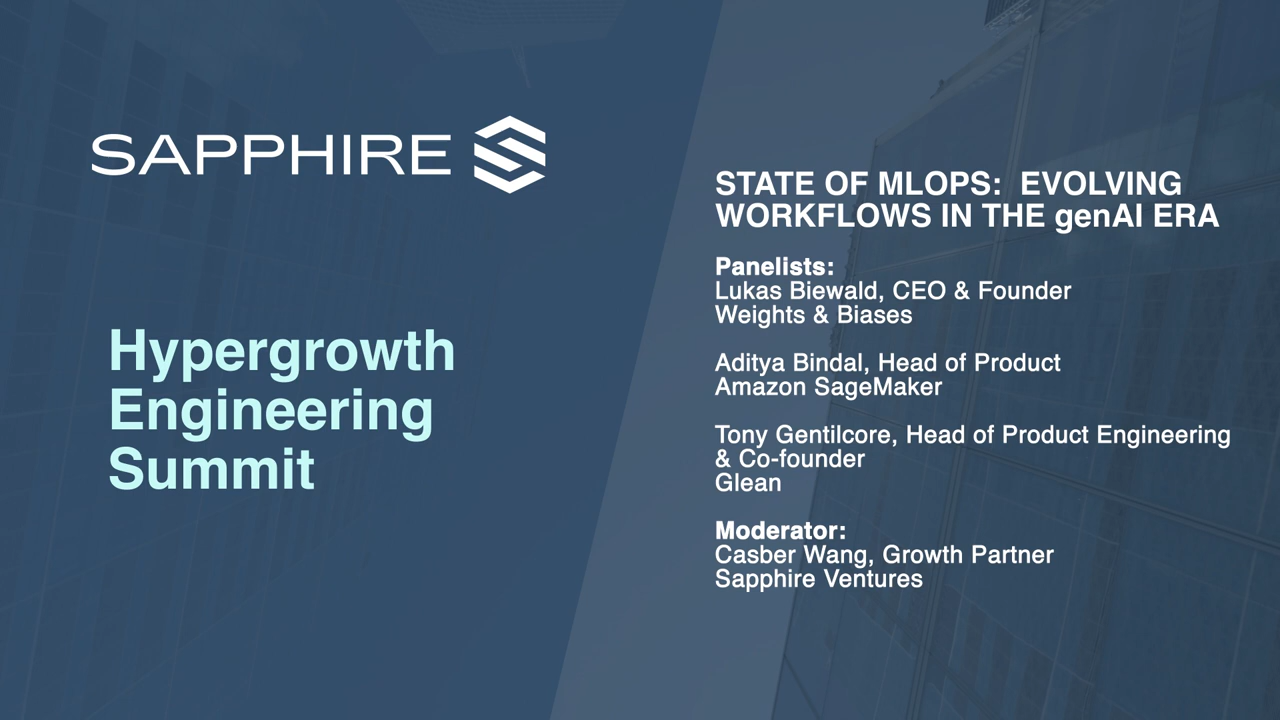 SAPPHIRE
Hypergrowth
Engineering
Summit
STATE OF MLOPS:  EVOLVING
WORKFLOWS IN THE genAI ERA
Panelists:
Lukas Biewald, CEO & Founder
Weights & Biases
Aditya Bindal, Head of Product
Amazon SageMaker
Tony Gentilcore, Head of Product Engineering
& Co-founder
Glean
Moderator:
Casber Wang, Growth Partner
Sapphire Ventures